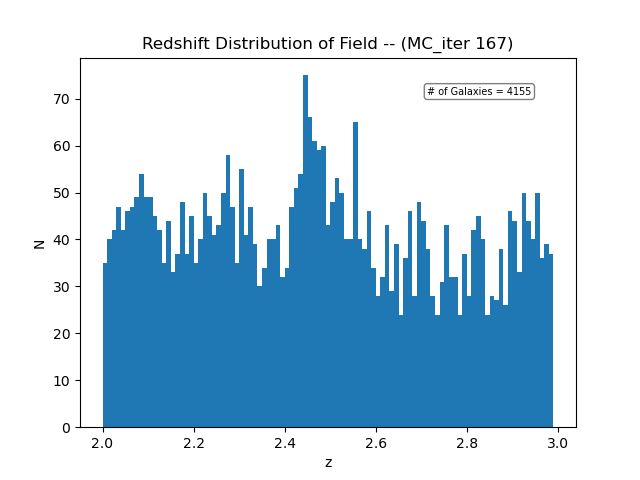 Redshift Distribution of Field -- (MC_iter 167)
# of Galaxies = 4155
N
70
60
50
40
30
20
10
0
2.0 2.2 2.4 2.6 2.8 3.0
z